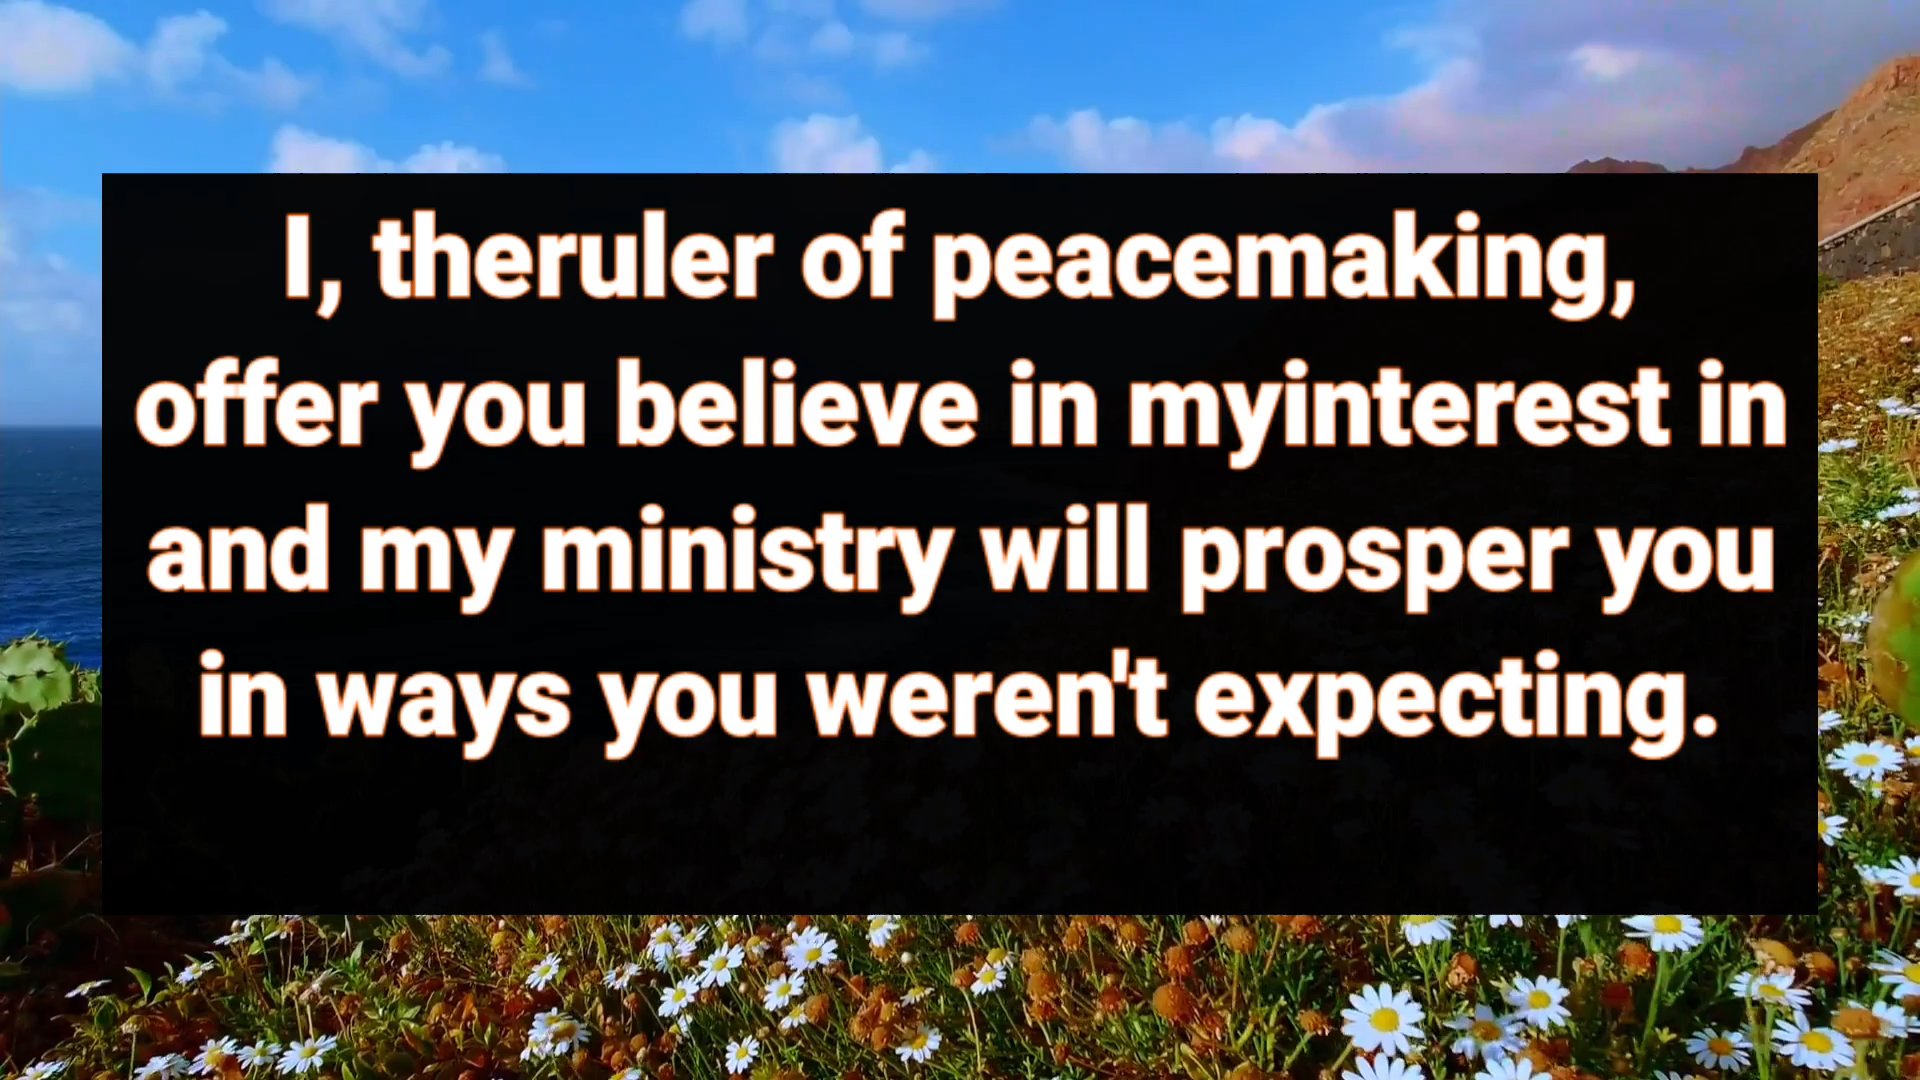 I, theruler of peacemaking,
offer you believe in myinterest in
and my ministry will prosper you
in ways you weren't expecting.